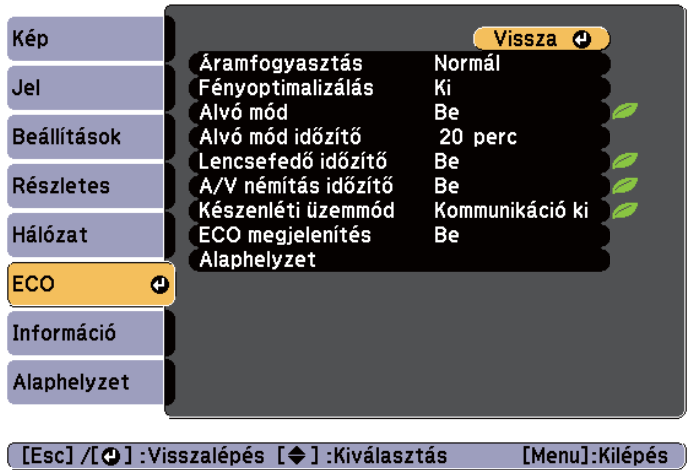 Kép
Jel
Beállítások
Részletes
Hálózat
ECO
Információ
Alaphelyzet
Vissza
Áramfogyasztás Normál
Fényoptimalizálás Ki
Alvó mód Be
Alvó mód időzítő 20 perc
Lencsefedő időzítő Be
A/V némítás időzítő Be
Készenléti üzemmód Kommunikáció ki
ECO megjelenítés Be
Alaphelyzet
[Esc] /[⏎] :Visszalépés [◆] :Kiválasztás [Menu]:Kilépés